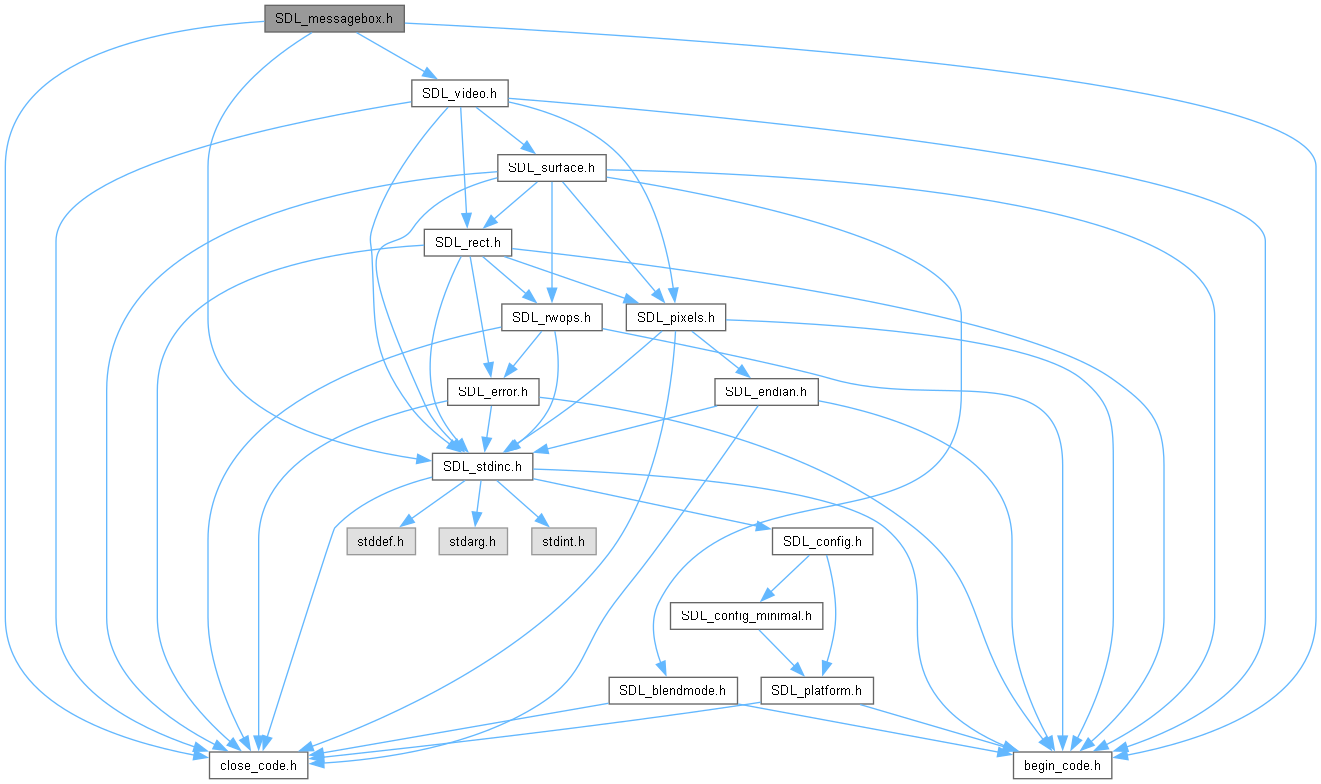 SDL_messagebox.h
SDL_video.h
SDL_surface.h
SDL_rect.h
SDL_rwops.h
SDL_pixels.h
SDL_error.h
SDL_endian.h
SDL_stdinc.h
stddef.h
stdarg.h
stdint.h
SDL_config.h
SDL_config_minimal.h
SDL_blendmode.h
SDL_platform.h
close_code.h
begin_code.h